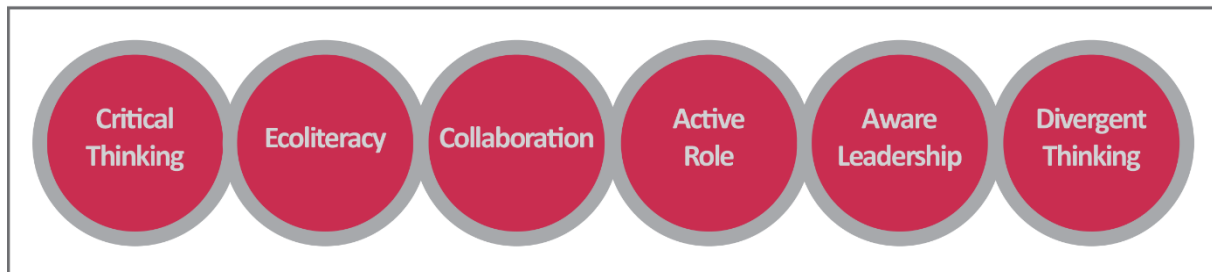 Critical
Thinking
Ecoliteracy
Collaboration
Active
Role
Aware
Leadership
Divergent
Thinking